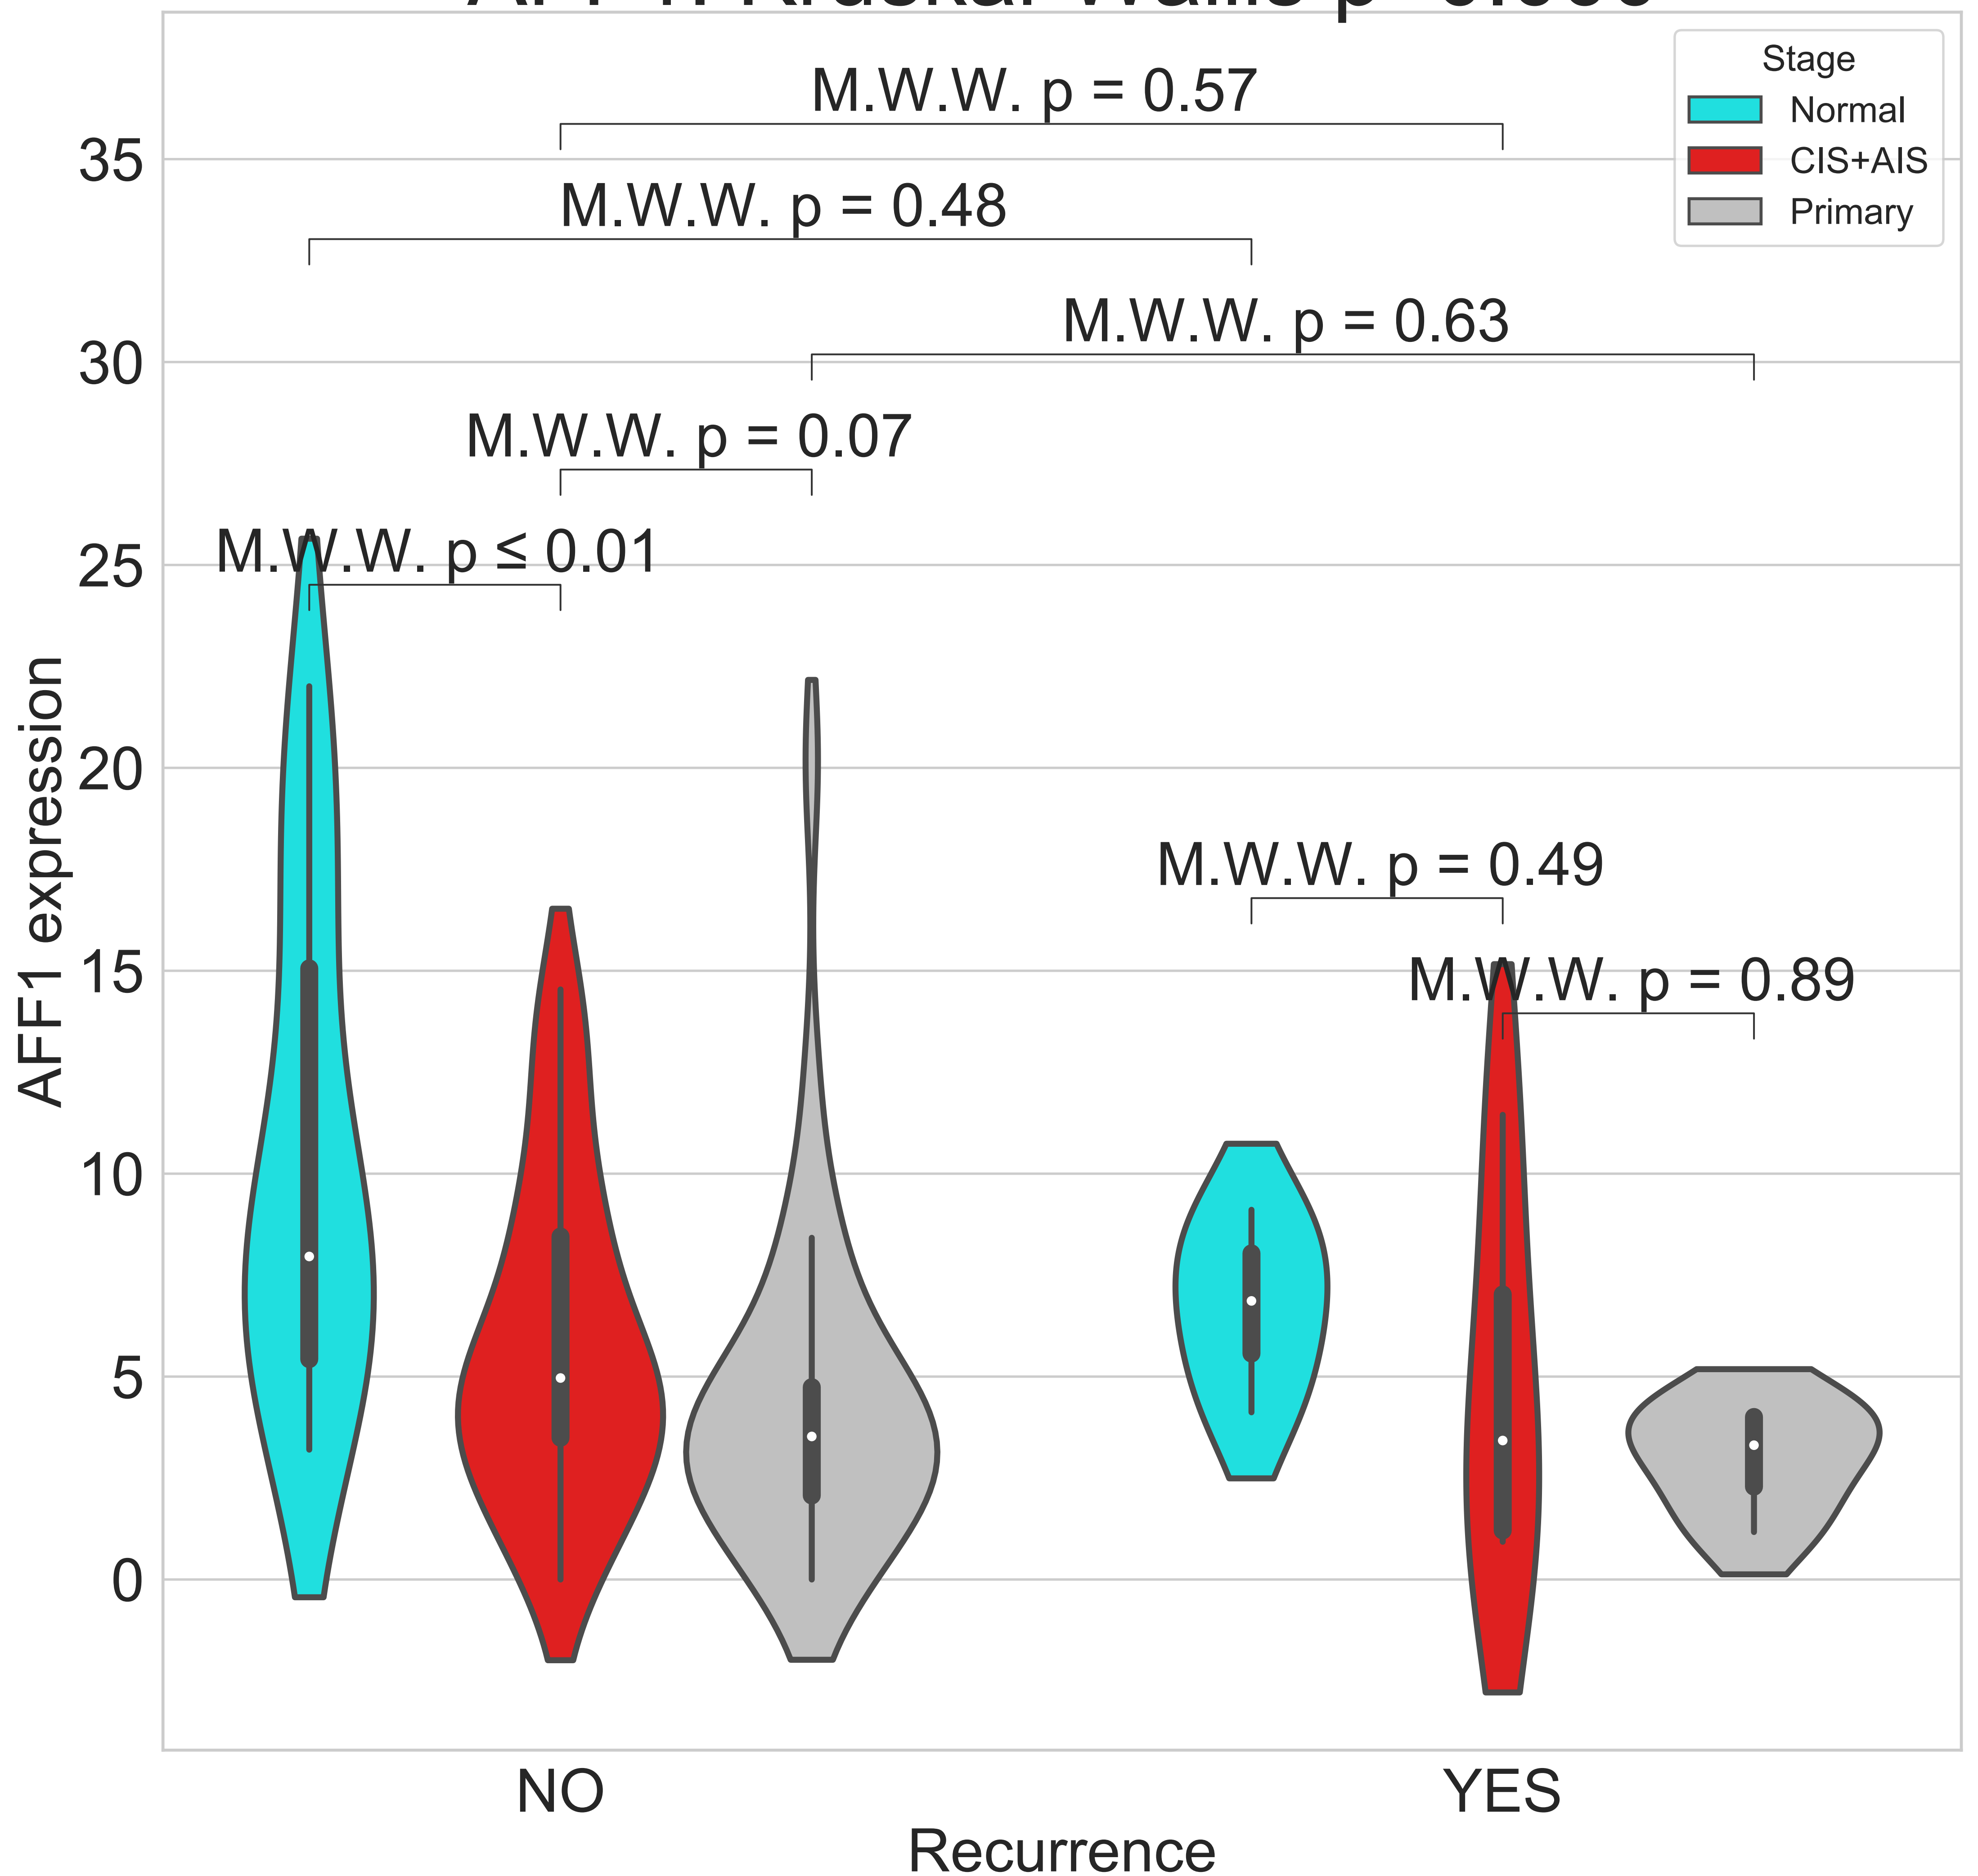 M.W.W. p = 0.57
M.W.W. p = 0.48
M.W.W. p = 0.63
M.W.W. p = 0.07
M.W.W. p ≤ 0.01
M.W.W. p = 0.49
M.W.W. p = 0.89
Stage
Normal
CIS+AIS
Primary
35
30
25
20
15
10
5
0
AFF1 expression
NO
YES
Recurrence